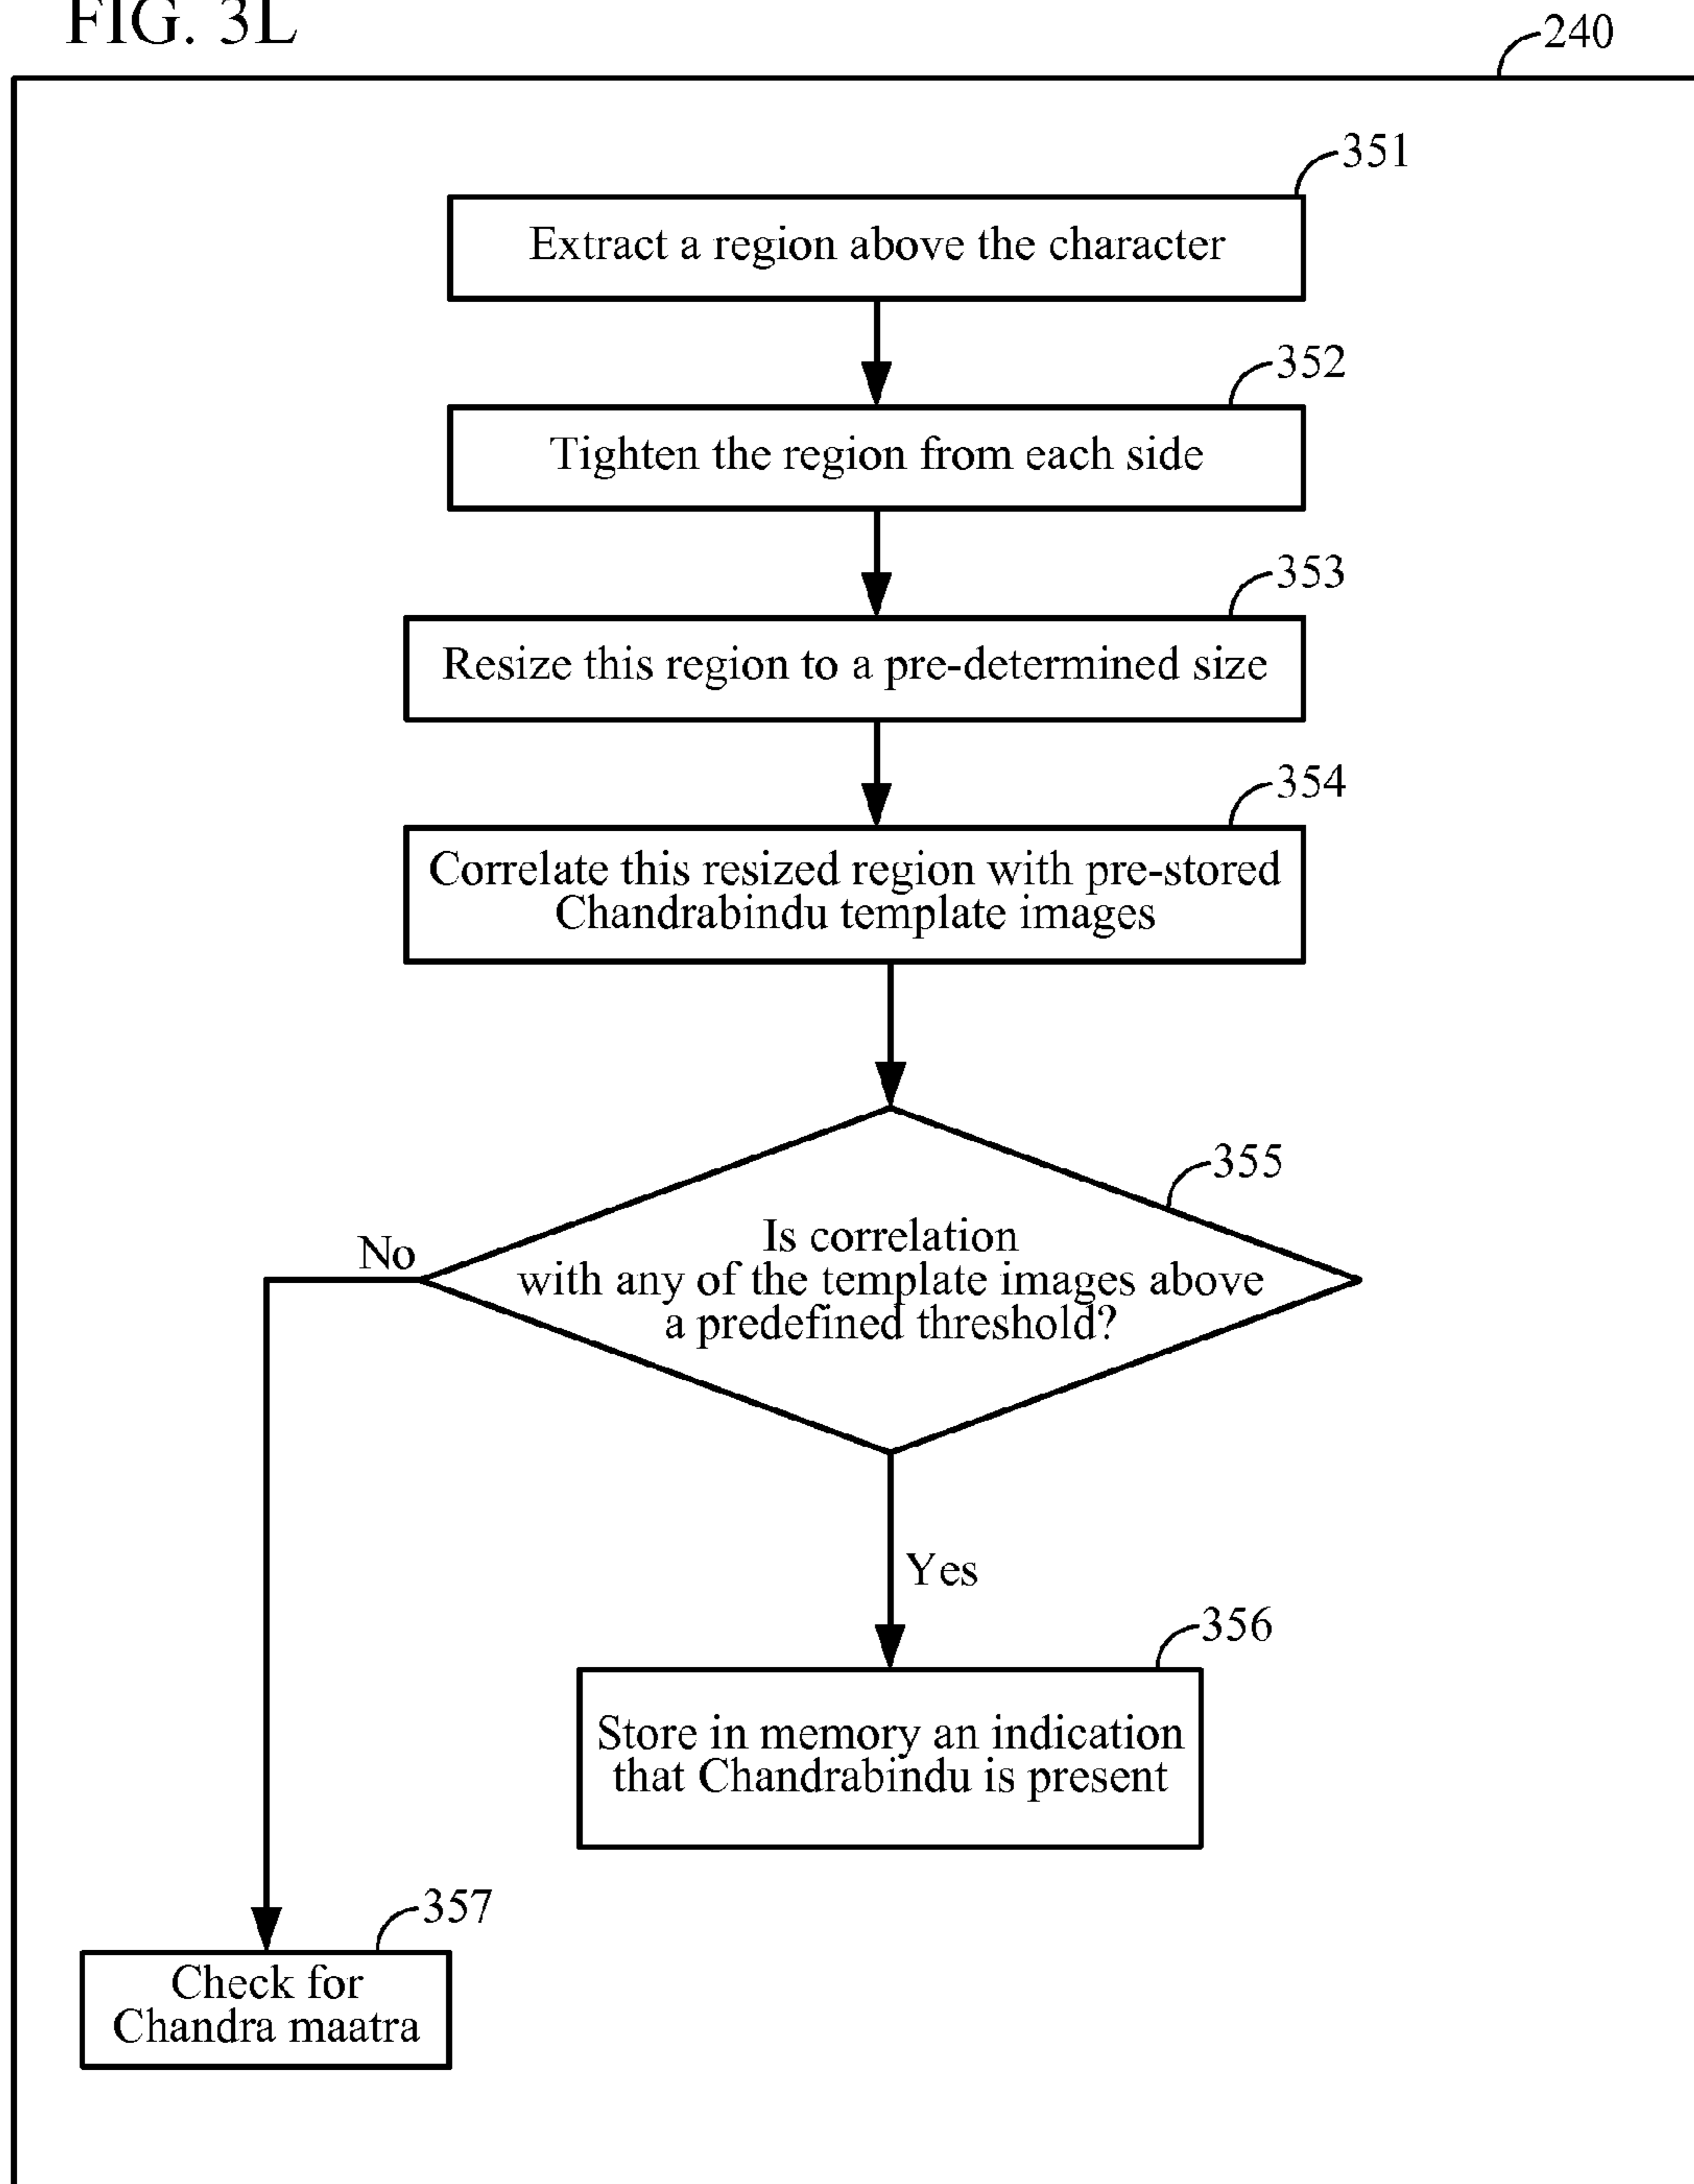 FIG. 3L
240
351
Extract a region above the character
352
Tighten the region from each side
353
Resize this region to a pre-determined size
354
Correlate this resized region with pre-stored
Chandrabindu template images
355
Is correlation
with any of the template images above
a predefined threshold?
No
Yes
356
Store in memory an indication
that Chandrabindu is present
357
Check for
Chandra maatra